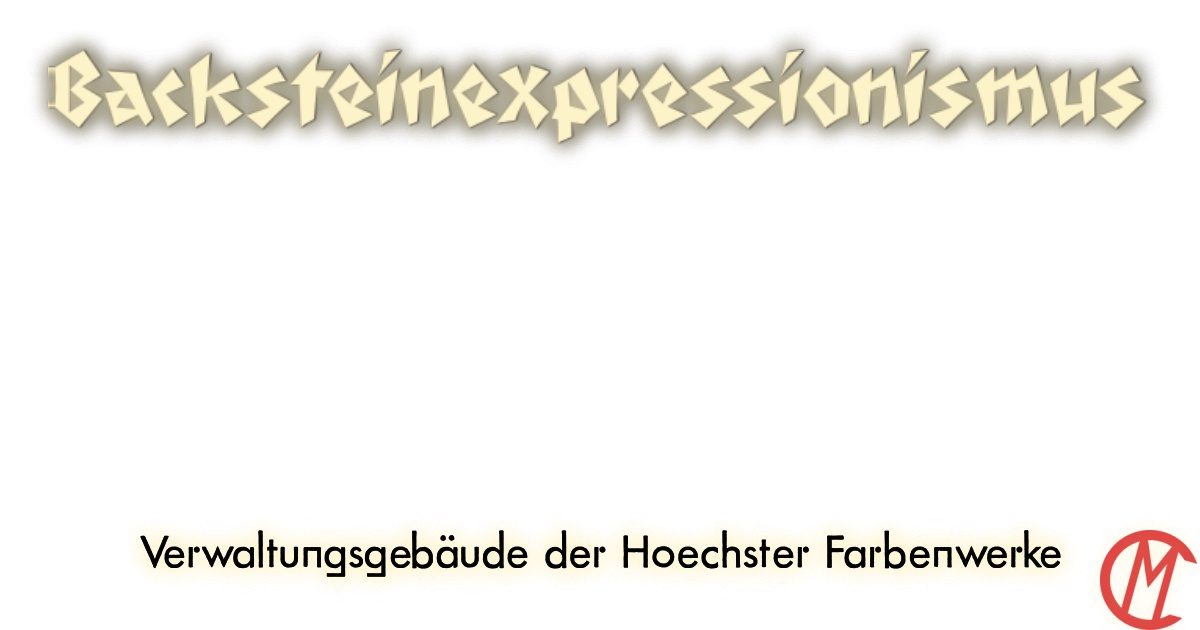 Backsteinexpressionismus
Verwaltungsgebäude der Hoechster Farbenwerke